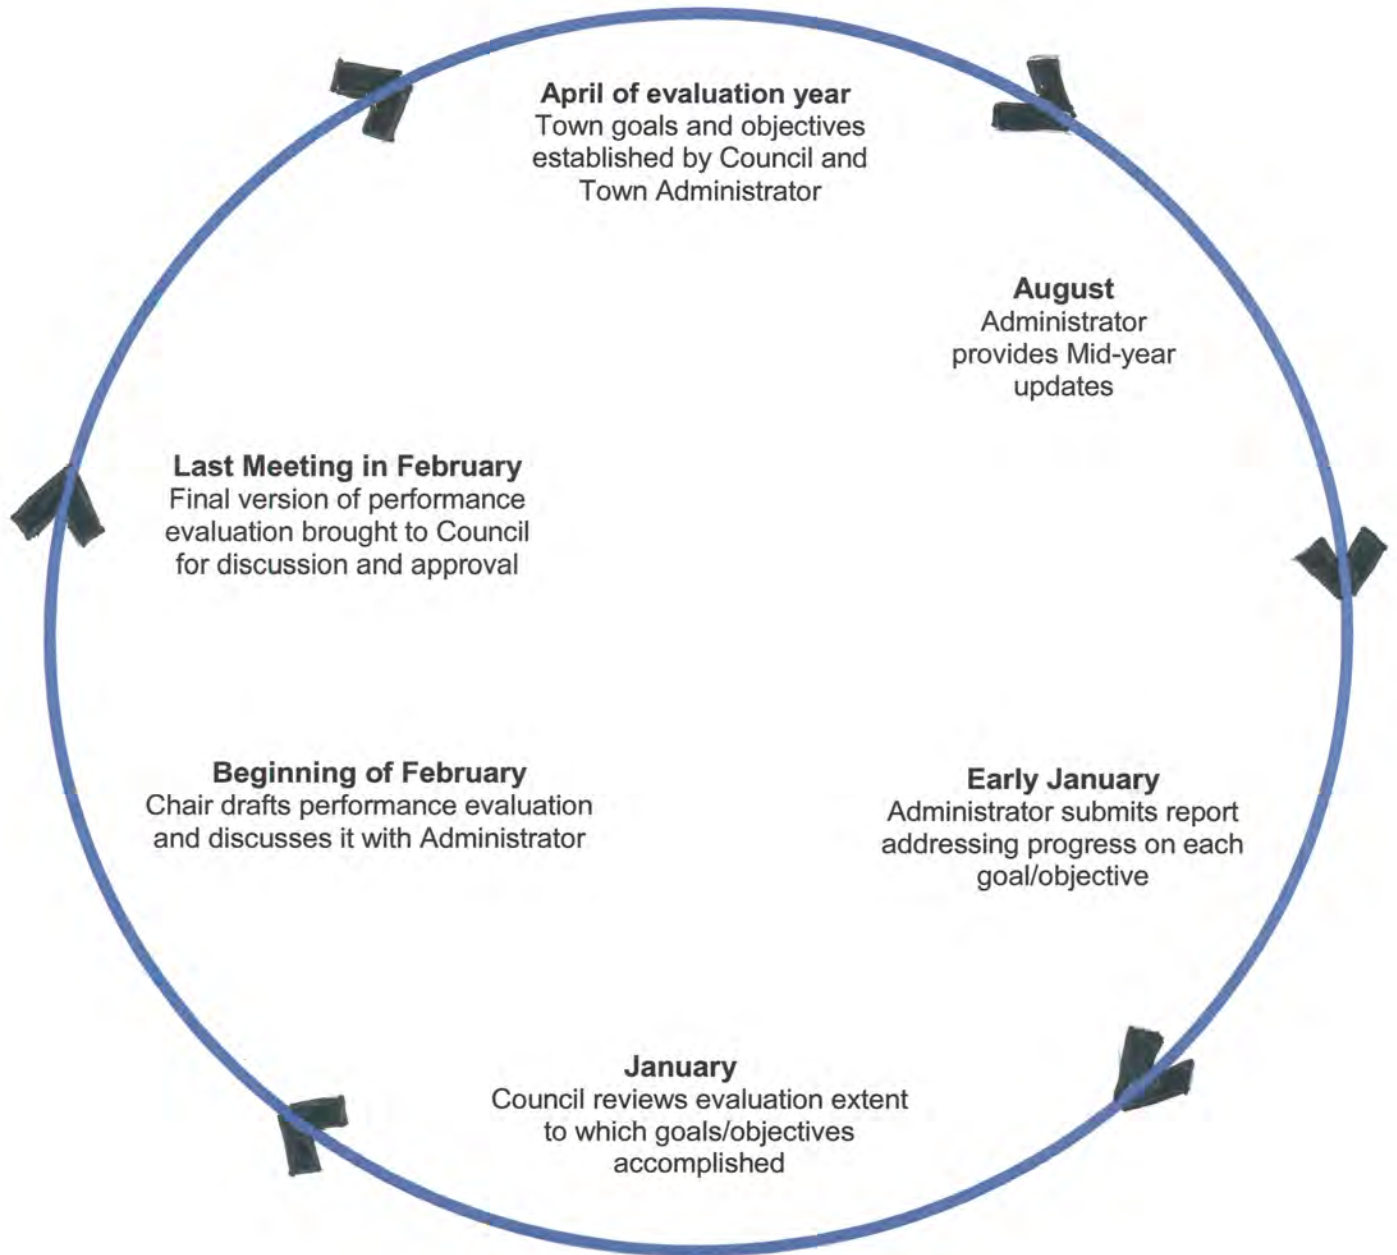 April of evaluation year
Town goals and objectives
established by Council and
Town Administrator
August
Administrator
provides Mid-year
updates
Early January
Administrator submits report
addressing progress on each
goal/objective
January
Council reviews evaluation extent
to which goals/objectives
accomplished
Beginning of February
Chair drafts performance evaluation
and discusses it with Administrator
Last Meeting in February
Final version of performance
evaluation brought to Council
for discussion and approval